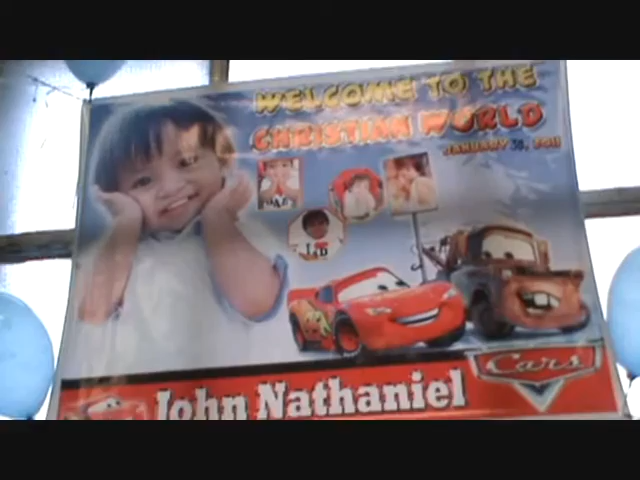 WELCOME TO THE
CHRISTIAN WORLD
JANUARY 30, 2011
John Nathaniel
Cars